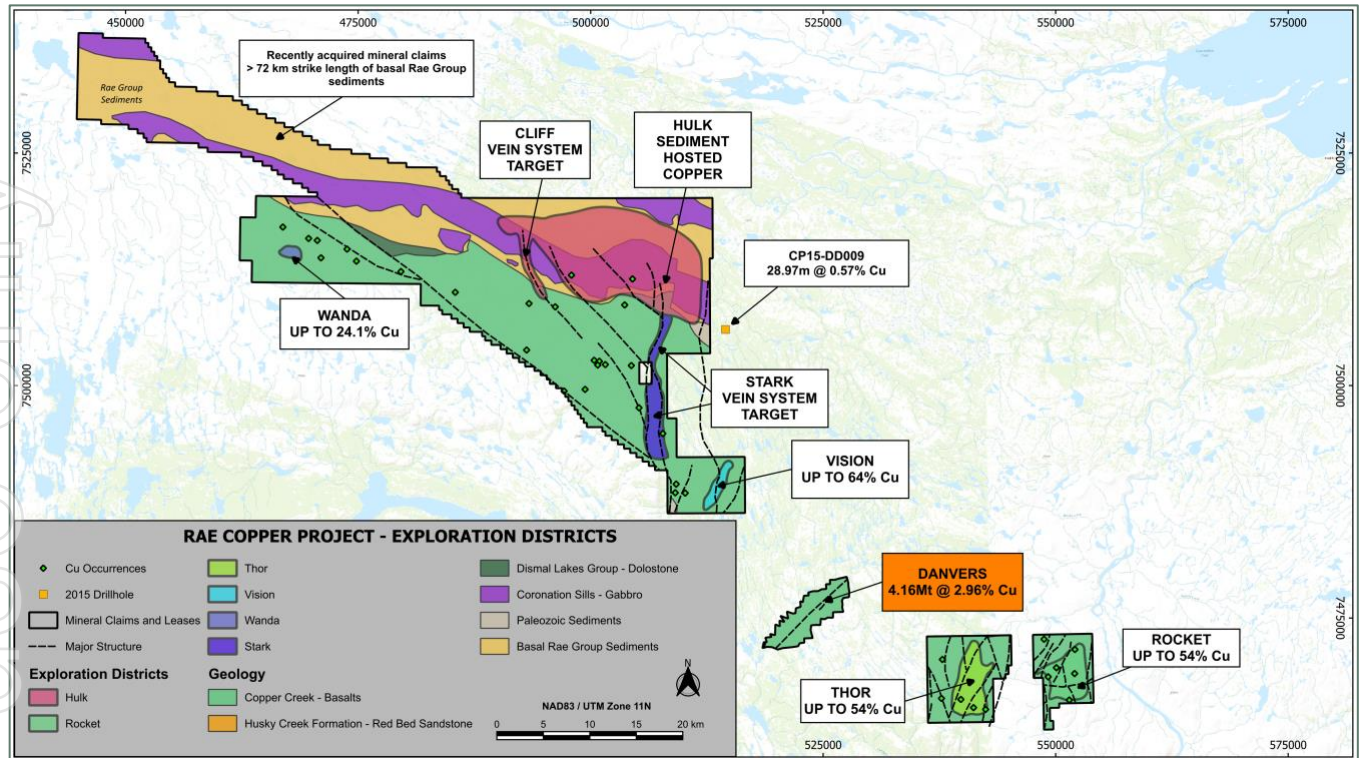 450000
475000
500000
525000
550000
575000
Recently acquired mineral claims
> 72 km strike length of basal Rae Group
sediments
Rae Group
Sediments
CLIFF
VEIN SYSTEM
TARGET
HULK
SEDIMENT
HOSTED
COPPER
7525000
7525000
CP15-DD009
28.97m @ 0.57% Cu
WANDA
UP TO 24.1% Cu
7500000
7500000
STARK
VEIN SYSTEM
TARGET
VISION
UP TO 64% Cu
DANVERS
4.16Mt @ 2.96% Cu
7475000
ROCKET
UP TO 54% Cu
THOR
UP TO 54% Cu
RAE COPPER PROJECT - EXPLORATION DISTRICTS
Cu Occurrences
2015 Drillhole
Mineral Claims and Leases
Major Structure
Exploration Districts
Hulk
Rocket
Thor
Vision
Wanda
Stark
Geology
Copper Creek - Basalts
Husky Creek Formation - Red Bed Sandstone
Dismal Lakes Group - Dolostone
Coronation Sills - Gabbro
Paleozoic Sediments
Basal Rae Group Sediments
N
NAD83 / UTM Zone 11N
0 5 10 15 20 km
525000
550000
575000